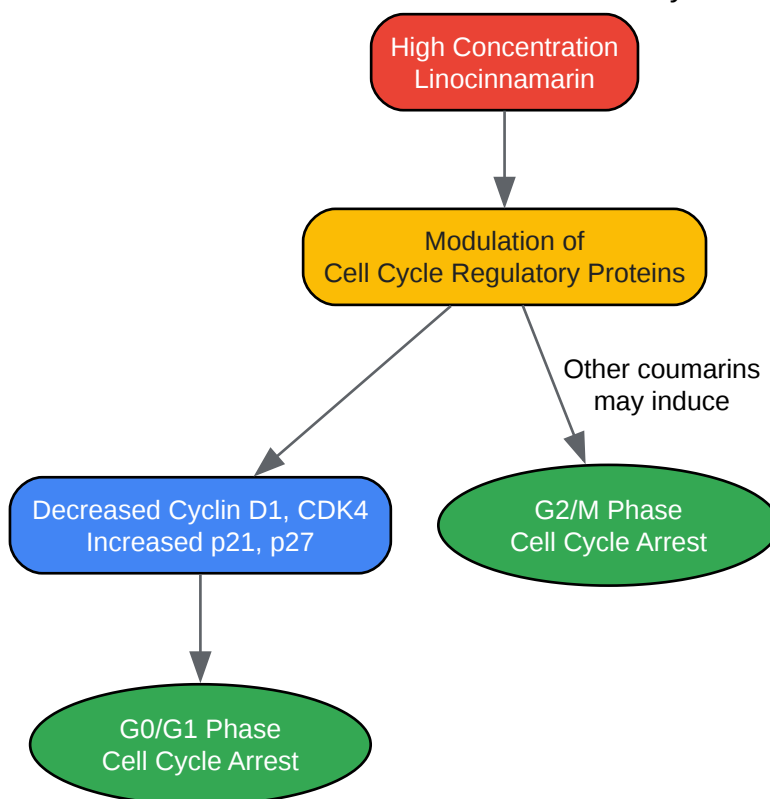 High Concentration
Linocinnamarin
Modulation of
Cell Cycle Regulatory Proteins
Other coumarins
may induce
Decreased Cyclin D1, CDK4
Increased p21, p27
G2/M Phase
Cell Cycle Arrest
G0/G1 Phase
Cell Cycle Arrest